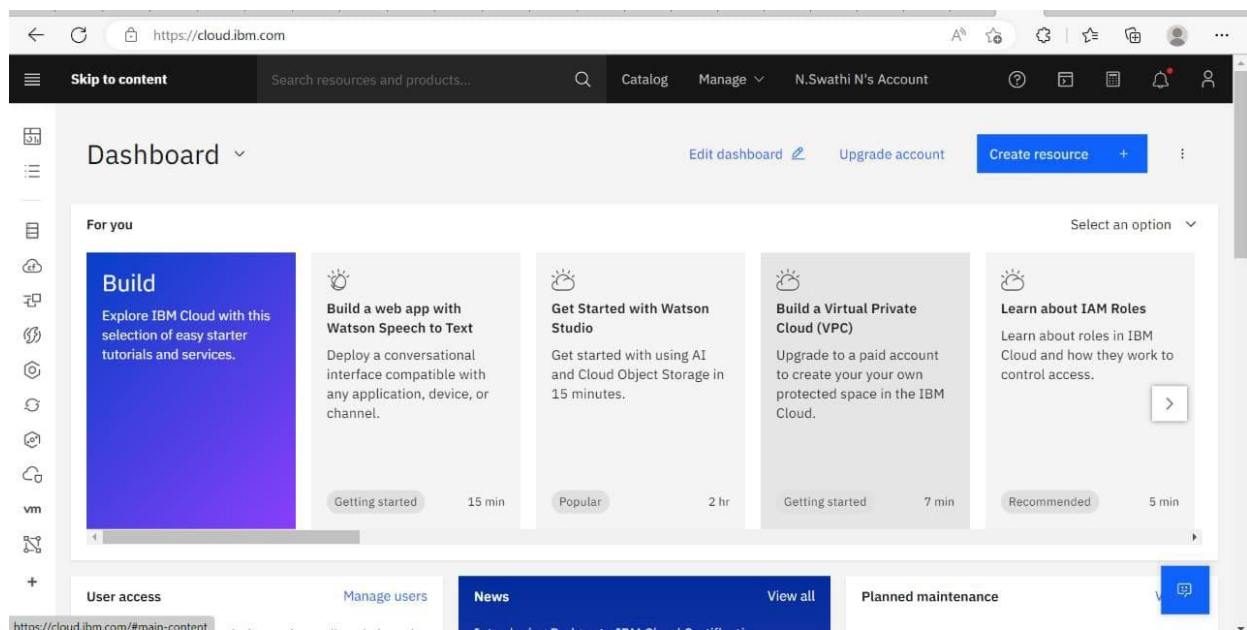 https://cloud.ibm.com
Skip to content
Search resources and products...
Catalog
Manage
N.Swathi N's Account
Dashboard
Edit dashboard
Upgrade account
Create resource +
For you
Select an option
Build
Explore IBM Cloud with this
selection of easy starter
tutorials and services.
Build a web app with
Watson Speech to Text
Deploy a conversational
interface compatible with
any application, device, or
channel.
Getting started
15 min
Get Started with Watson
Studio
Get started with using AI
and Cloud Object Storage in
15 minutes.
Popular
2 hr
Build a Virtual Private
Cloud (VPC)
Upgrade to a paid account
to create your your own
protected space in the IBM
Cloud.
Getting started
7 min
Learn about IAM Roles
Learn about roles in IBM
Cloud and how they work to
control access.
Recommended
5 min
vm
User access
Manage users
News
View all
Planned maintenance
https://cloud.ibm.com/#main-content